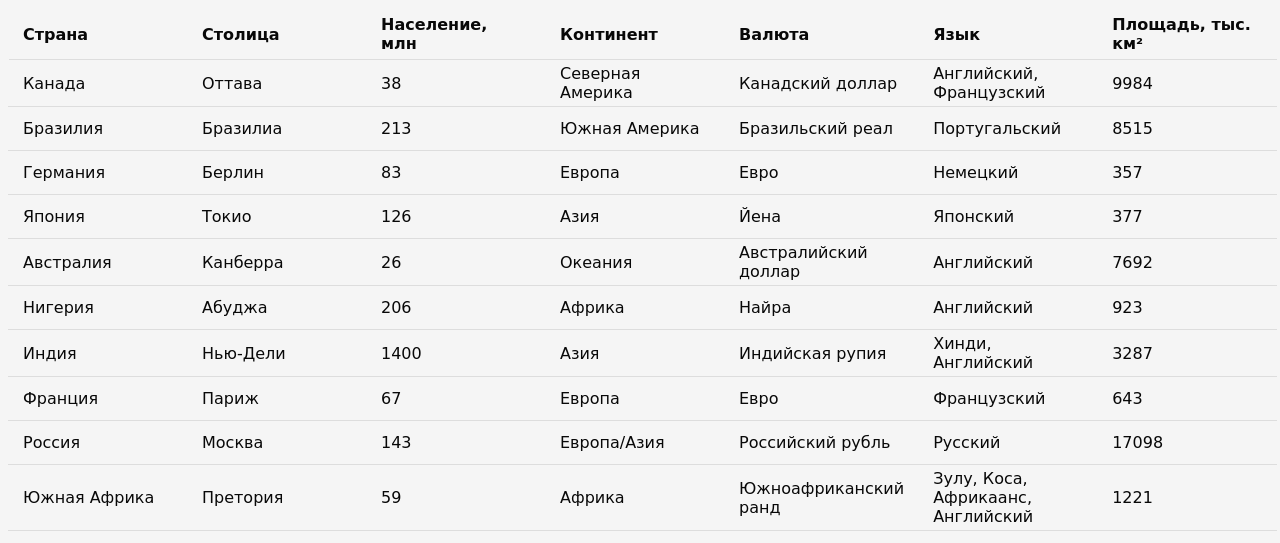 Страна Столица Население, млн Континент Валюта Язык Площадь, тыс. км²
Канада Оттава 38 Северная Америка Канадский доллар Английский, Французский 9984
Бразилия Бразилиа 213 Южная Америка Бразильский реал Португальский 8515
Германия Берлин 83 Европа Евро Немецкий 357
Япония Токио 126 Азия Йена Японский 377
Австралия Канберра 26 Океания Австралийский доллар Английский 7692
Нигерия Абуджа 206 Африка Найра Английский 923
Индия Нью-Дели 1400 Азия Индийская рупия Хинди, Английский 3287
Франция Париж 67 Европа Евро Французский 643
Россия Москва 143 Европа/Азия Российский рубль Русский 17098
Южная Африка Претория 59 Африка Южноафриканский ранд Зулу, Коса, Африкаанс, Английский 1221